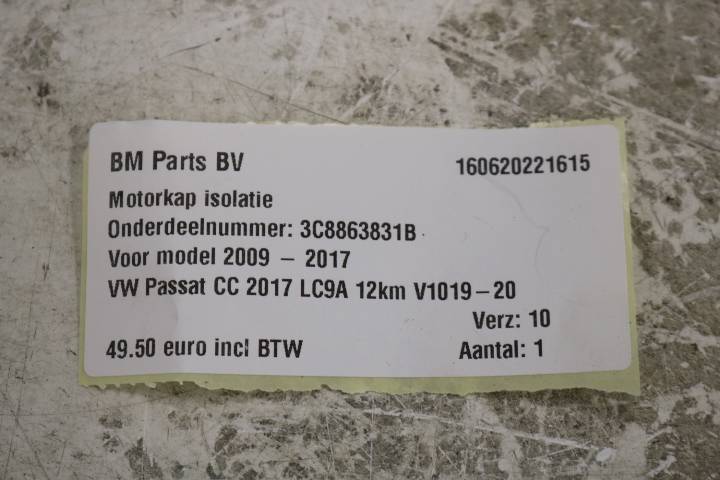 BM Parts BV 160620221615
Motorkap isolatie
Onderdeelnummer: 3C8863831B
Voor model 2009 - 2017
VW Passat CC 2017 LC9A 12km V1019-20
Verz: 10
49.50 euro incl BTW Aantal: 1